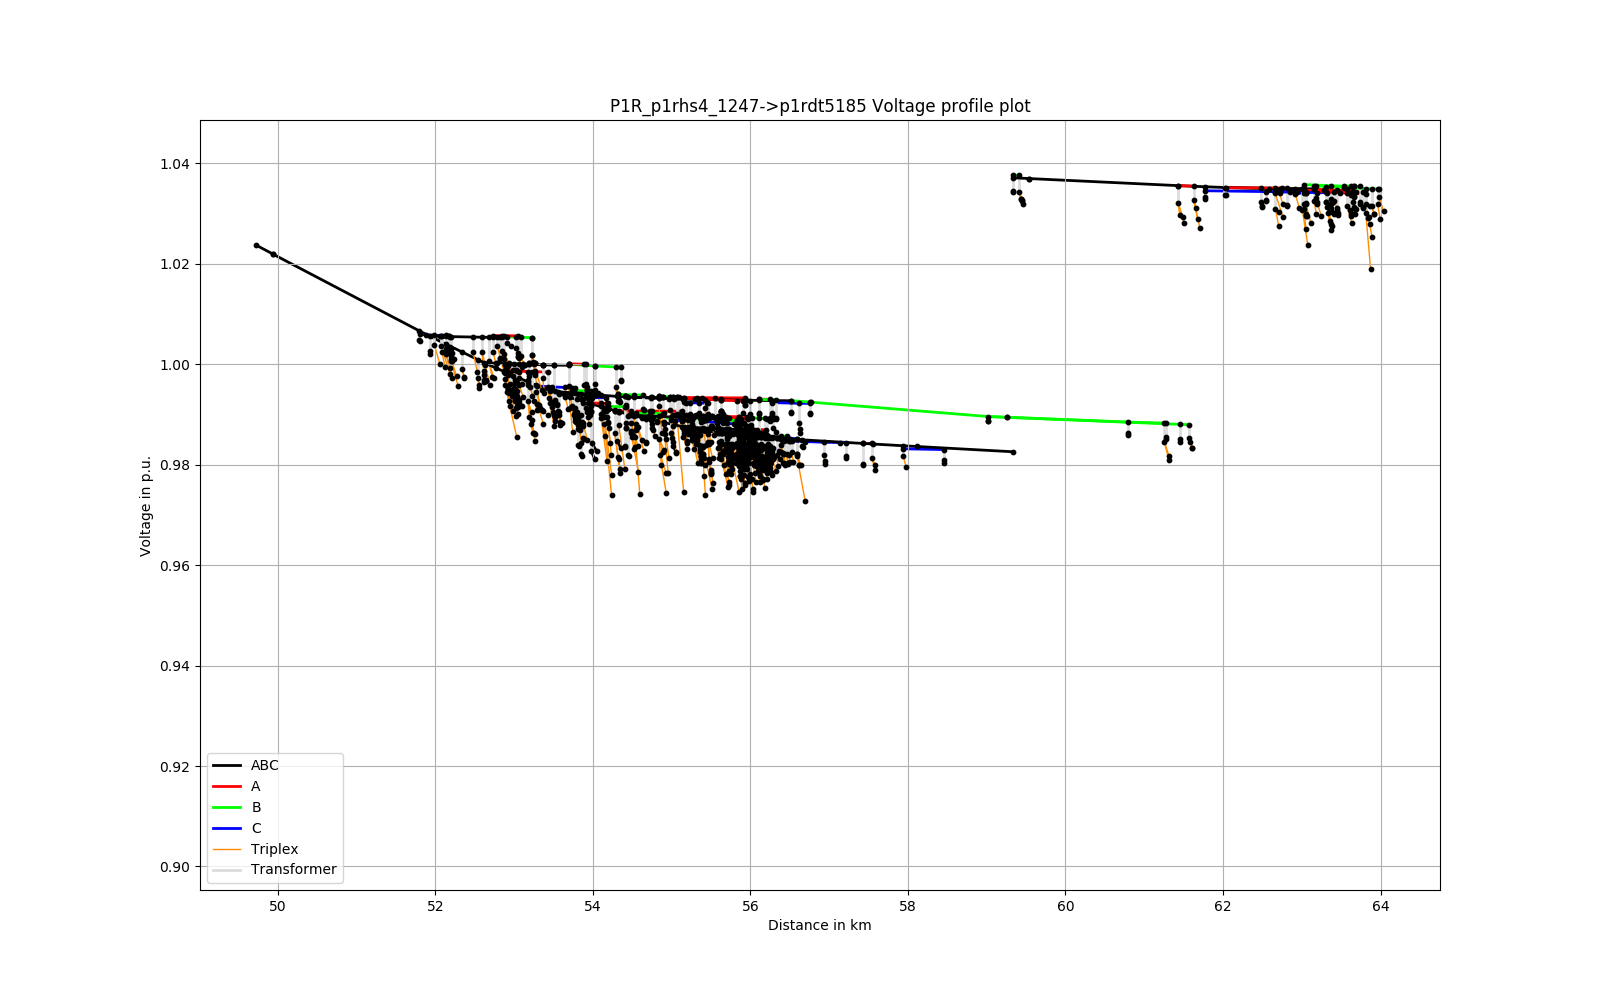 P1R_p1rhs4_1247->p1rdt5185 Voltage profile plot
1.04
1.02
1.00
0.98
0.96
0.94
0.92
0.90
Voltage in p.u.
ABC
A
B
C
Triplex
Transformer
50 52 54 56 58 60 62 64
Distance in km